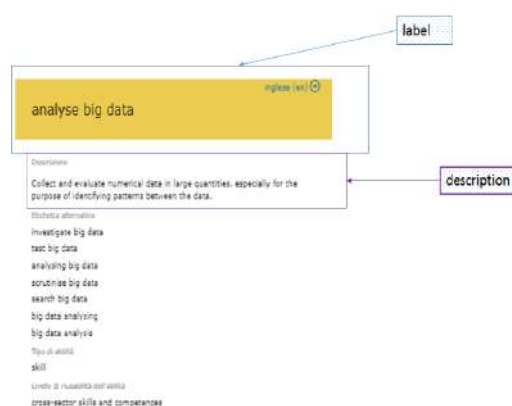 label
inglese (en)
analyse big data
Descrizione
Collect and evaluate numerical data in large quantities, especially for the
purpose of identifying patterns between the data.
description
Etichetta alternativa
investigate big data
test big data
analysing big data
scrutinise big data
search big data
big data analysing
big data analysis
Tipo di abilità
skill
Livello di riusabilità dell'abilità
cross-sector skills and competences